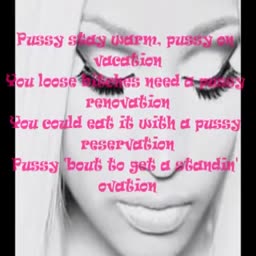 Pussy stay warm, pussy on
vacation
You loose bitches need a pussy
renovation
You could eat it with a pussy
reservation
Pussy 'bout to get a standin'
ovation